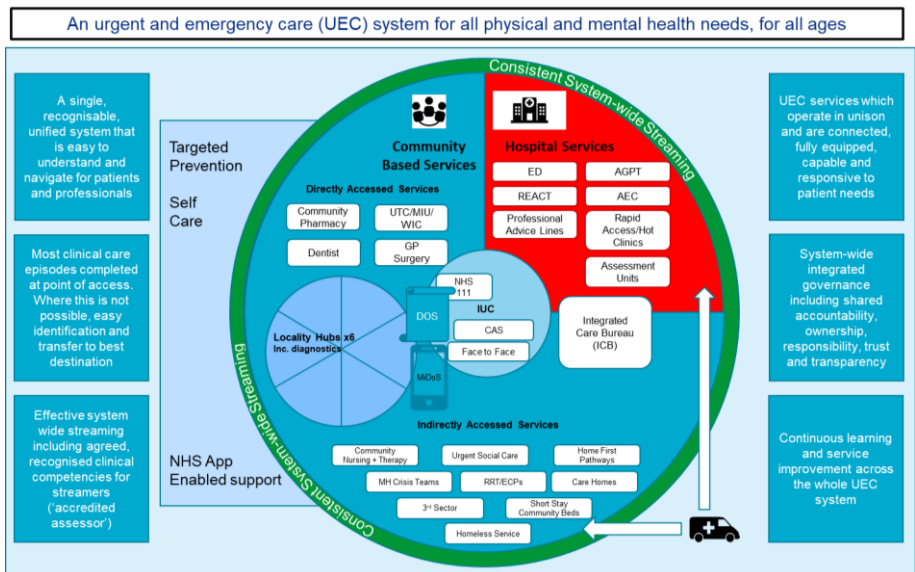 An urgent and emergency care (UEC) system for all physical and mental health needs, for all ages
A single,
recognisable,
unified system that
is easy to
understand and
navigate for patients
and professionals
Most clinical care
episodes completed
at point of access.
Where this is not
possible, easy
identification and
transfer to best
destination
Effective system
wide streaming
including agreed,
recognised clinical
competencies for
streamers
('accredited
assessor')
Targeted
Prevention
Self
Care
NHS App
Enabled support
Consistent System-wide Streaming
Consistent System-wide Streaming
Community
Based Services
Directly Accessed Services
Community
Pharmacy
UTC/MIU/
WIC
Dentist
GP
Surgery
Hospital Services
ED
AGPT
REACT
AEC
Professional
Advice Lines
Rapid
Access/Hot
Clinics
Assessment
Units
Locality Hubs x6
Inc. diagnostics
DOS
MiDoS
NHS
111
IUC
CAS
Face to Face
Integrated
Care Bureau
(ICB)
Indirectly Accessed Services
Community
Nursing + Therapy
Urgent Social Care
Home First
Pathways
MH Crisis Teams
RRT/ECPs
Care Homes
3rd Sector
Short Stay
Community Beds
Homeless Service
UEC services which
operate in unison
and are connected,
fully equipped,
capable and
responsive to
patient needs
System-wide
integrated
governance
including shared
accountability,
ownership,
responsibility, trust
and transparency
Continuous learning
and service
improvement across
the whole UEC
system